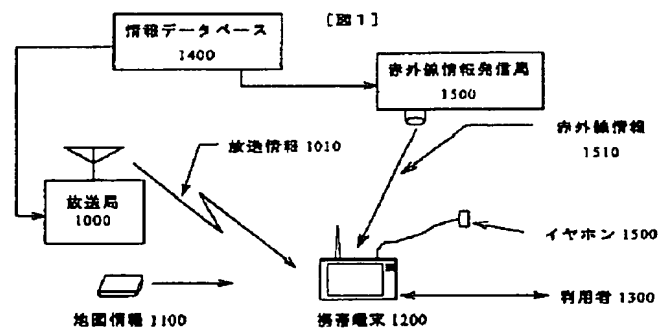 [図1]
情報データベース
1400
赤外線情報発信局
1500
放送情報 1010
赤外線情報
1510
放送局
1000
イヤホン 1500
利用者 1300
地図情報 1100
携帯端末 1200